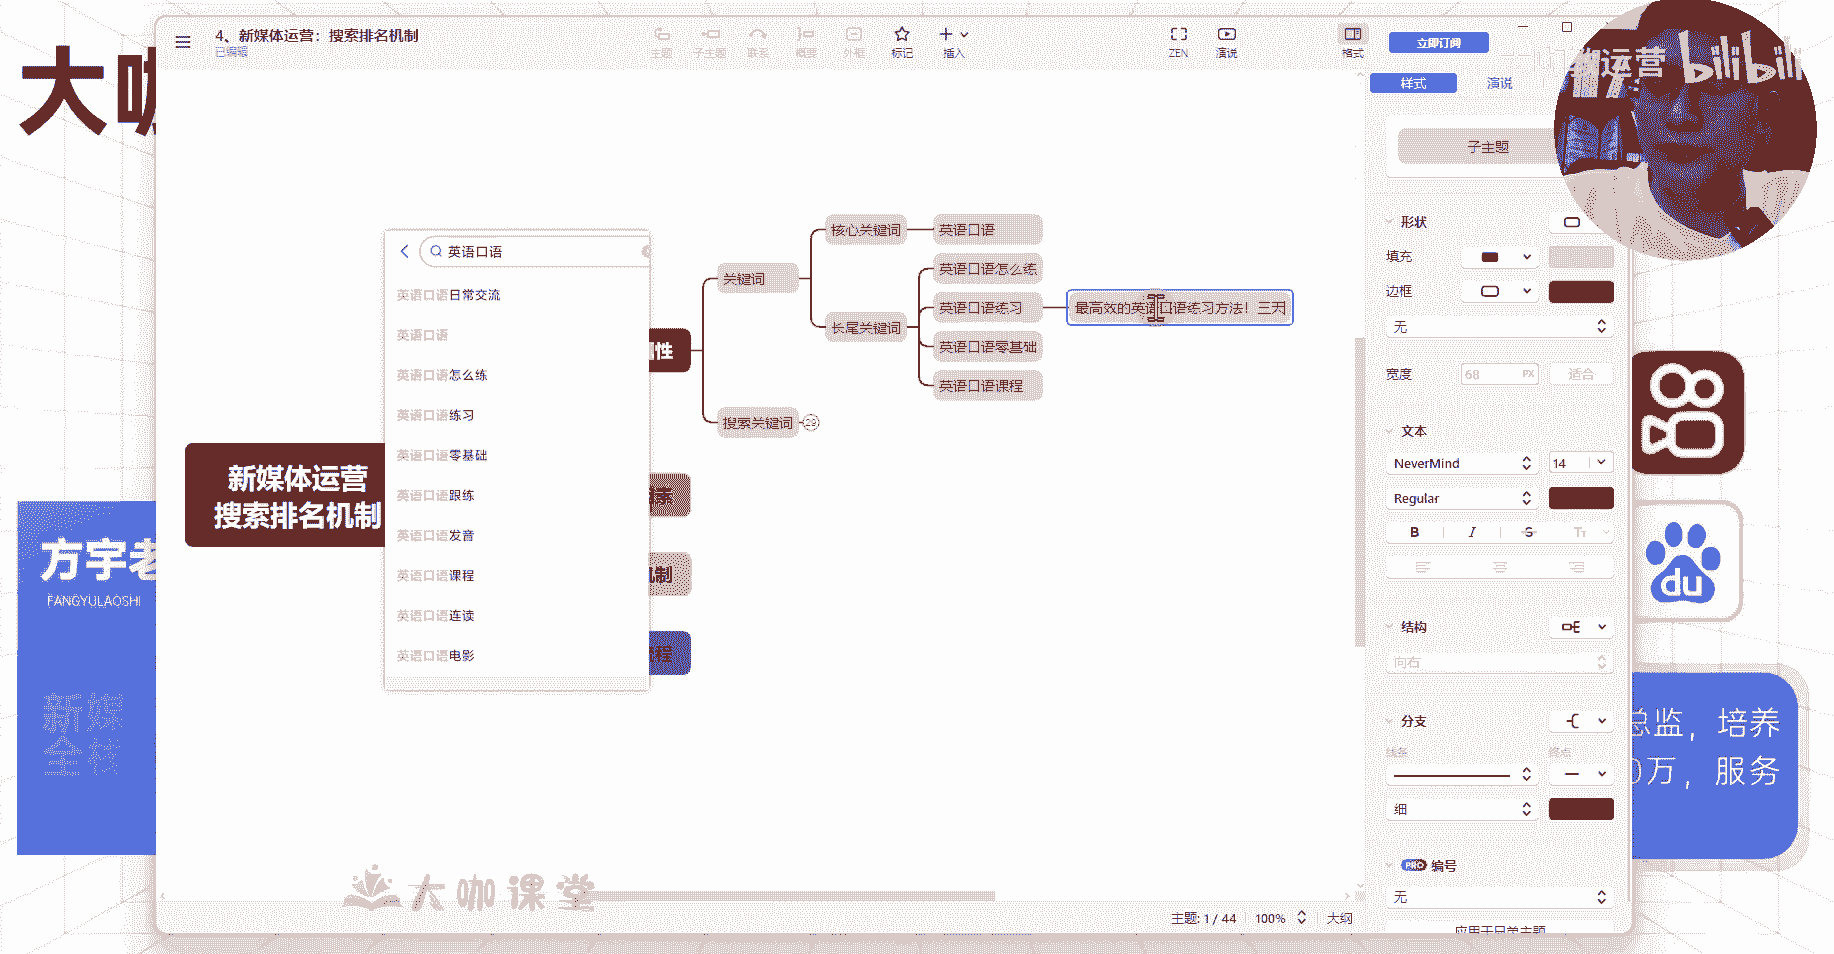 4、新媒体运营：搜索排名机制
已编辑
主题
子主题
联系
概要
外框
标记
插入
ZEN
演说
格式
立即订阅
运营 bilibili
大咖
样式
演说
子主题
英语口语
英语口语日常交流
英语口语
英语口语怎么练
英语口语练习
英语口语零基础
英语口语跟练
英语口语发音
英语口语课程
英语口语连读
英语口语电影
新媒体运营
搜索排名机制
性
机制
程
关键词
核心关键词
英语口语
长尾关键词
英语口语怎么练
英语口语练习
最高效的英语口语练习方法！三天
英语口语零基础
英语口语课程
搜索关键词
29
形状
填充
边框
无
宽度
68
PX
适合
文本
NeverMind
14
Regular
B
I
S
Tт
结构
向右
分支
线条
终点
细
PRO 编号
无
应用于兄弟主题
方宇老
FANGYULAOSHI
新媒
全栈
du
总监，培养
0万，服务
大咖课堂
主题: 1 / 44
100%
大纲